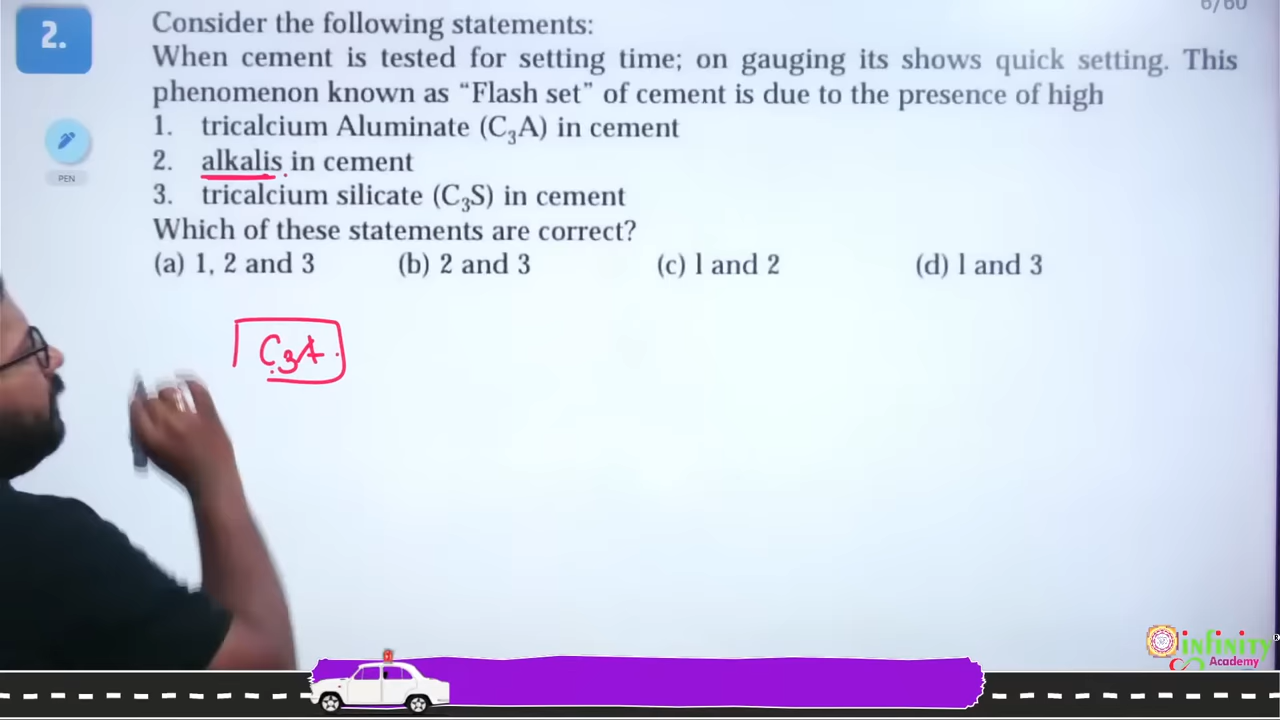 6/60
2.
Consider the following statements:
When cement is tested for setting time; on gauging its shows quick setting. This
phenomenon known as “Flash set” of cement is due to the presence of high
1. tricalcium Aluminate (C₃A) in cement
2. alkalis in cement
PEN
3. tricalcium silicate (C₃S) in cement
Which of these statements are correct?
(a) 1, 2 and 3 (b) 2 and 3 (c) l and 2 (d) l and 3
C₃A
infinity
Academy